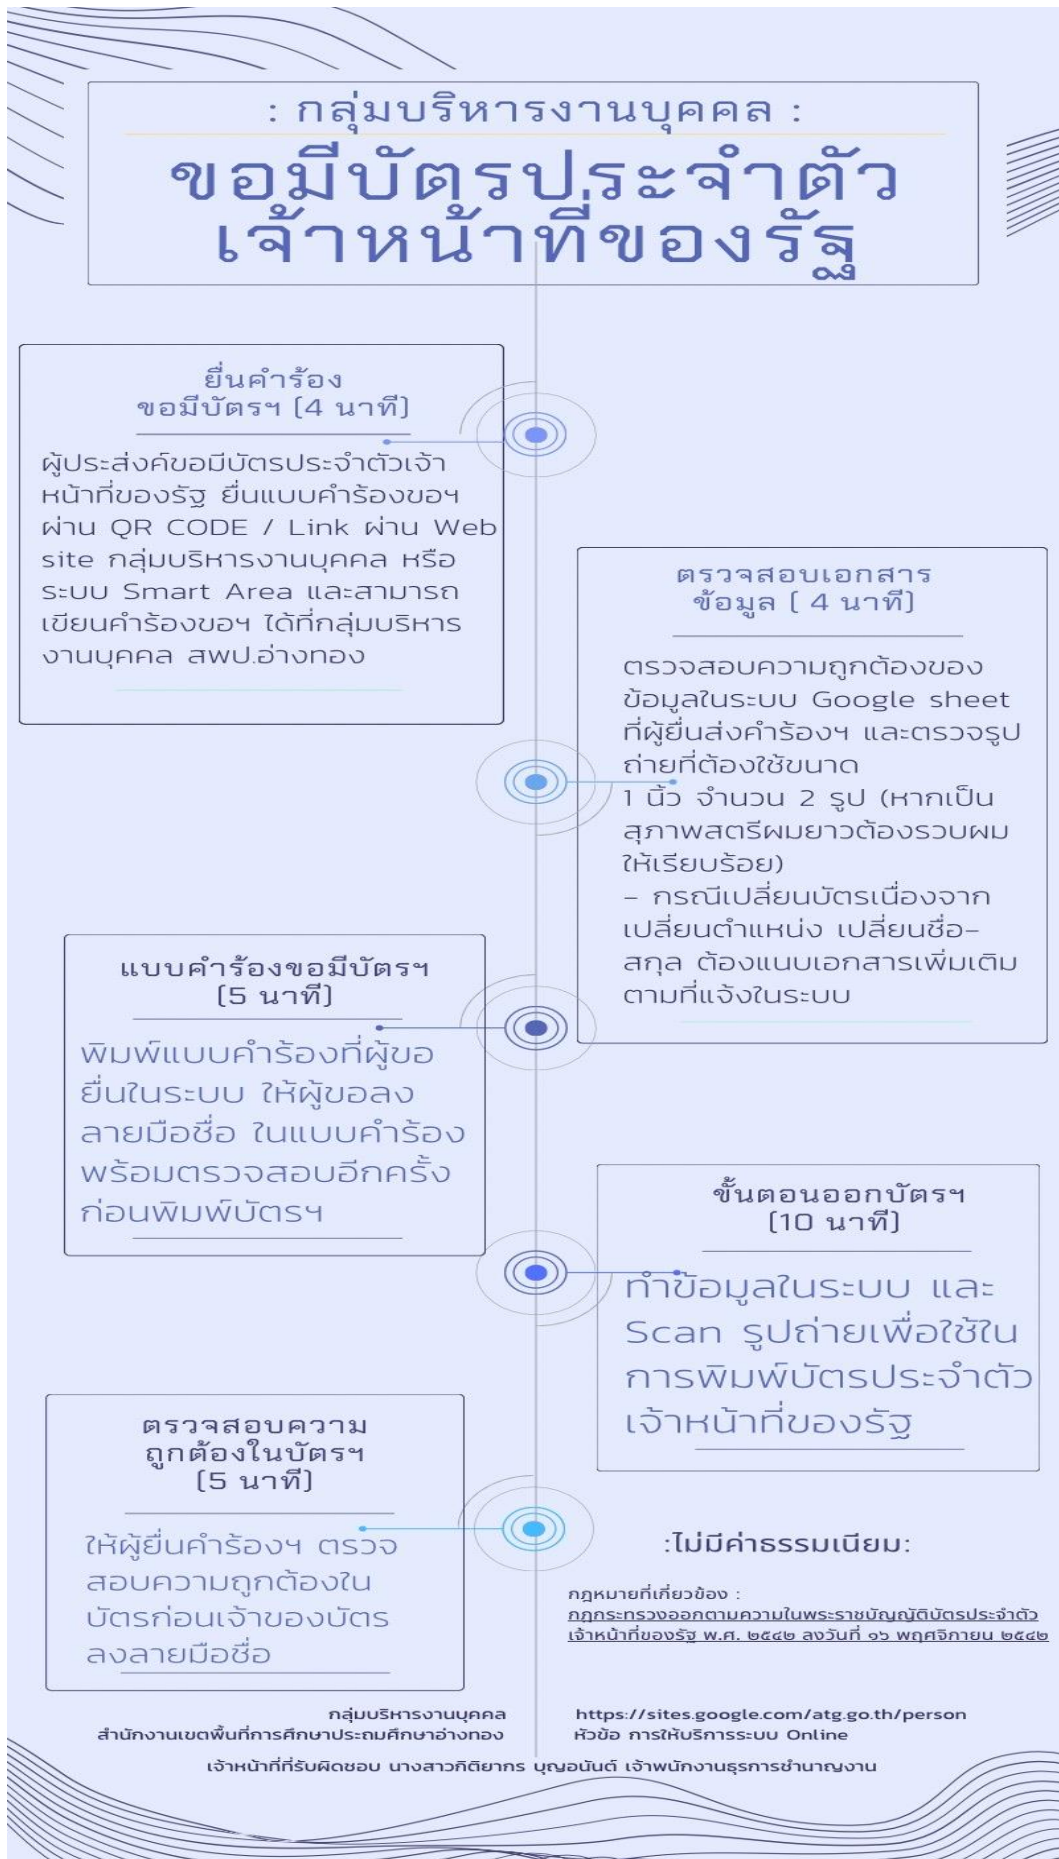 : กลุ่มบริหารงานบุคคล :
ขอมีบัตรประจำตัว
เจ้าหน้าที่ของรัฐ
ยื่นคำร้อง
ขอมีบัตรฯ (4 นาที)
ผู้ประส่งค์ขอมีบัตรประจำตัวเจ้า
หน้าที่ของรัฐ ยื่นแบบคำร้องขอฯ
ผ่าน QR CODE / Link ผ่าน Web
site กลุ่มบริหารงานบุคคล หรือ
ระบบ Smart Area และสามารถ
เขียนคำร้องขอฯ ได้ที่กลุ่มบริหาร
งานบุคคล สพป.อ่างทอง
ตรวจสอบเอกสาร
ข้อมูล ( 4 นาที)
ตรวจสอบความถูกต้องของ
ข้อมูลในระบบ Google sheet
ที่ผู้ยื่นส่งคำร้องฯ และตรวจรูป
ถ่ายที่ต้องใช้ขนาด
1 นิ้ว จำนวน 2 รูป (หากเป็น
สุภาพสตรีผมยาวต้องรวบผม
ให้เรียบร้อย)
– กรณีเปลี่ยนบัตรเนื่องจาก
เปลี่ยนตำแหน่ง เปลี่ยนชื่อ–
สกุล ต้องแนบเอกสารเพิ่มเติม
ตามที่แจ้งในระบบ
แบบคำร้องขอมีบัตรฯ
(5 นาที)
พิมพ์แบบคำร้องที่ผู้ขอ
ยื่นในระบบ ให้ผู้ขอลง
ลายมือชื่อ ในแบบคำร้อง
พร้อมตรวจสอบอีกครั้ง
ก่อนพิมพ์บัตรฯ
ขั้นตอนออกบัตรฯ
(10 นาที)
ทำข้อมูลในระบบ และ
Scan รูปถ่ายเพื่อใช้ใน
การพิมพ์บัตรประจำตัว
เจ้าหน้าที่ของรัฐ
ตรวจสอบความ
ถูกต้องในบัตรฯ
(5 นาที)
ให้ผู้ยื่นคำร้องฯ ตรวจ
สอบความถูกต้องใน
บัตรก่อนเจ้าของบัตร
ลงลายมือชื่อ
:ไม่มีค่าธรรมเนียม:
กฎหมายที่เกี่ยวข้อง :
กฎกระทรวงออกตามความในพระราชบัญญัติบัตรประจำตัว
เจ้าหน้าที่ของรัฐ พ.ศ. ๒๕๔๒ ลงวันที่ ๑๖ พฤศจิกายน ๒๕๔๒
กลุ่มบริหารงานบุคคล
สำนักงานเขตพื้นที่การศึกษาประถมศึกษาอ่างทอง
https://sites.google.com/atg.go.th/person
หัวข้อ การให้บริการระบบ Online
เจ้าหน้าที่ที่รับผิดชอบ นางสาวกิติยากร บุญอนันต์ เจ้าพนักงานธุรการชำนาญงาน